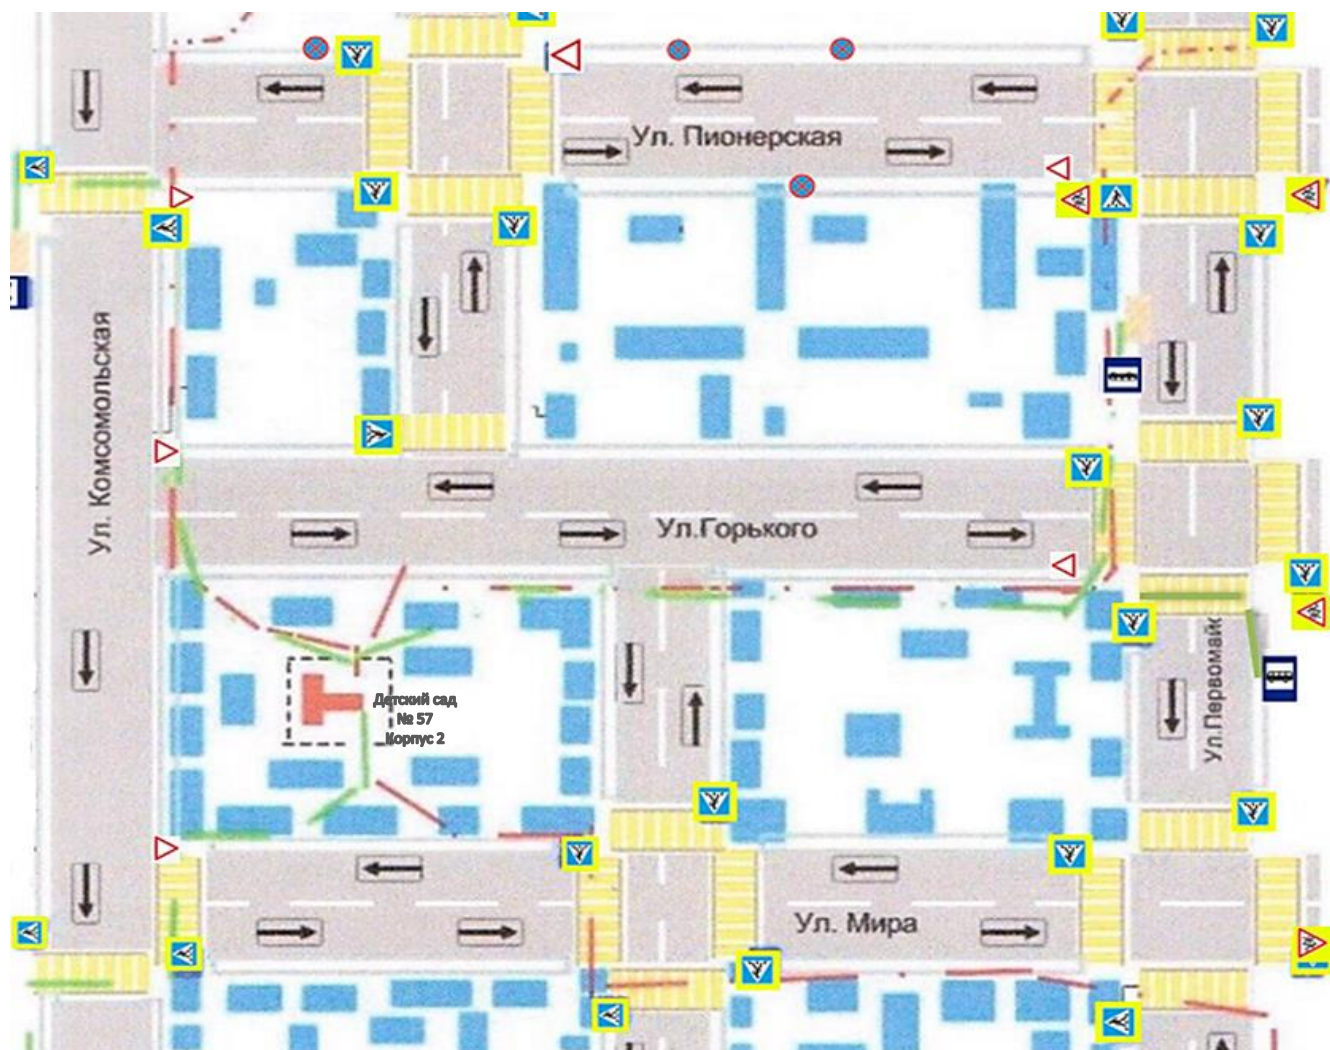 Ул. Пионерская
Ул. Комсомольская
Ул.Горького
Ул.Первомайс
Детский сад
№ 57
Корпус 2
Ул. Мира